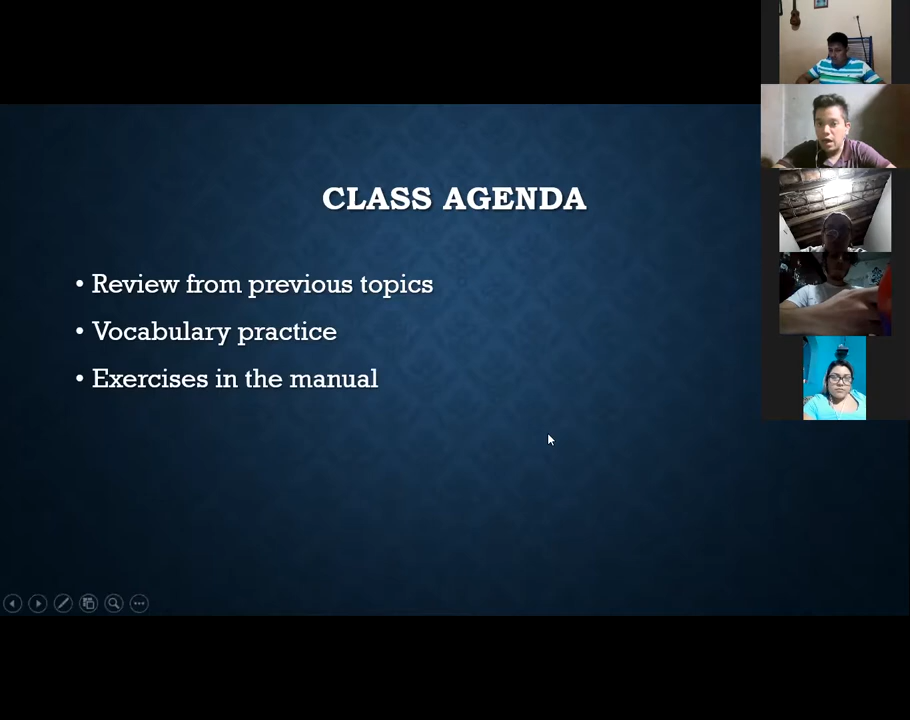 CLASS AGENDA
• Review from previous topics
• Vocabulary practice
• Exercises in the manual